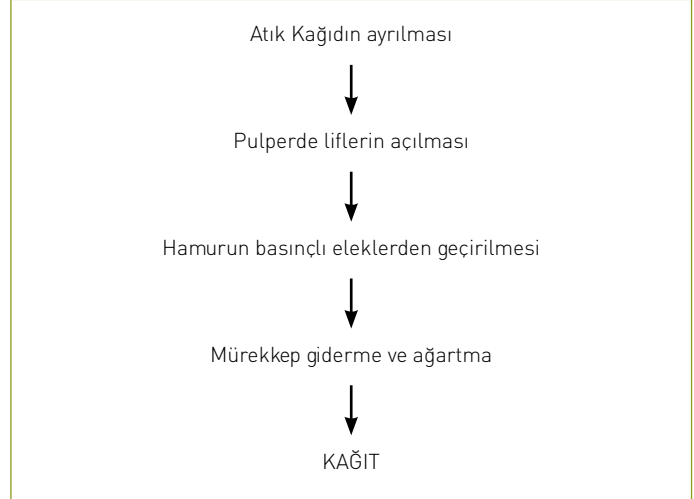 Atık Kağıdın ayrılması
Pulperde liflerin açılması
Hamurun basınçlı eleklerden geçirilmesi
Mürekkep giderme ve ağartma
KAĞIT